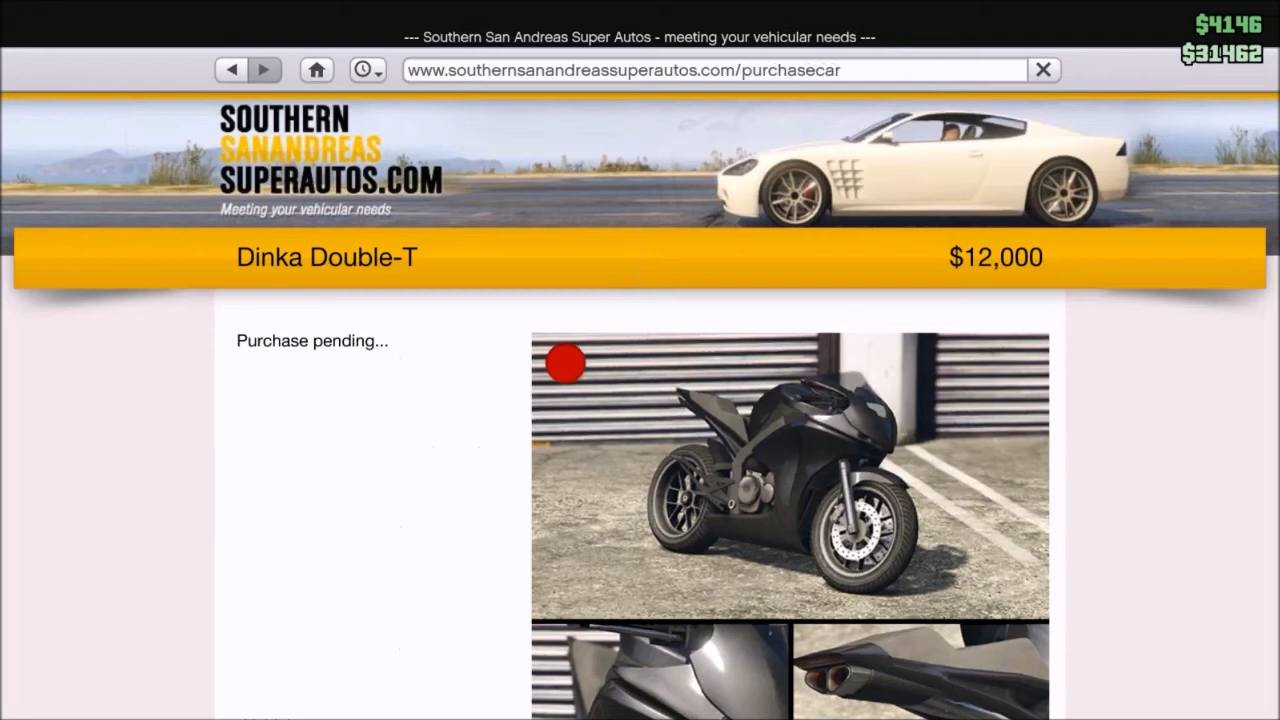 --- Southern San Andreas Super Autos - meeting your vehicular needs ---
$4146
$31462
www.southernsanandreassuperautos.com/purchasecar
SOUTHERN
SANANDREAS
SUPERAUTOS.COM
Meeting your vehicular needs
Dinka Double-T
$12,000
Purchase pending...